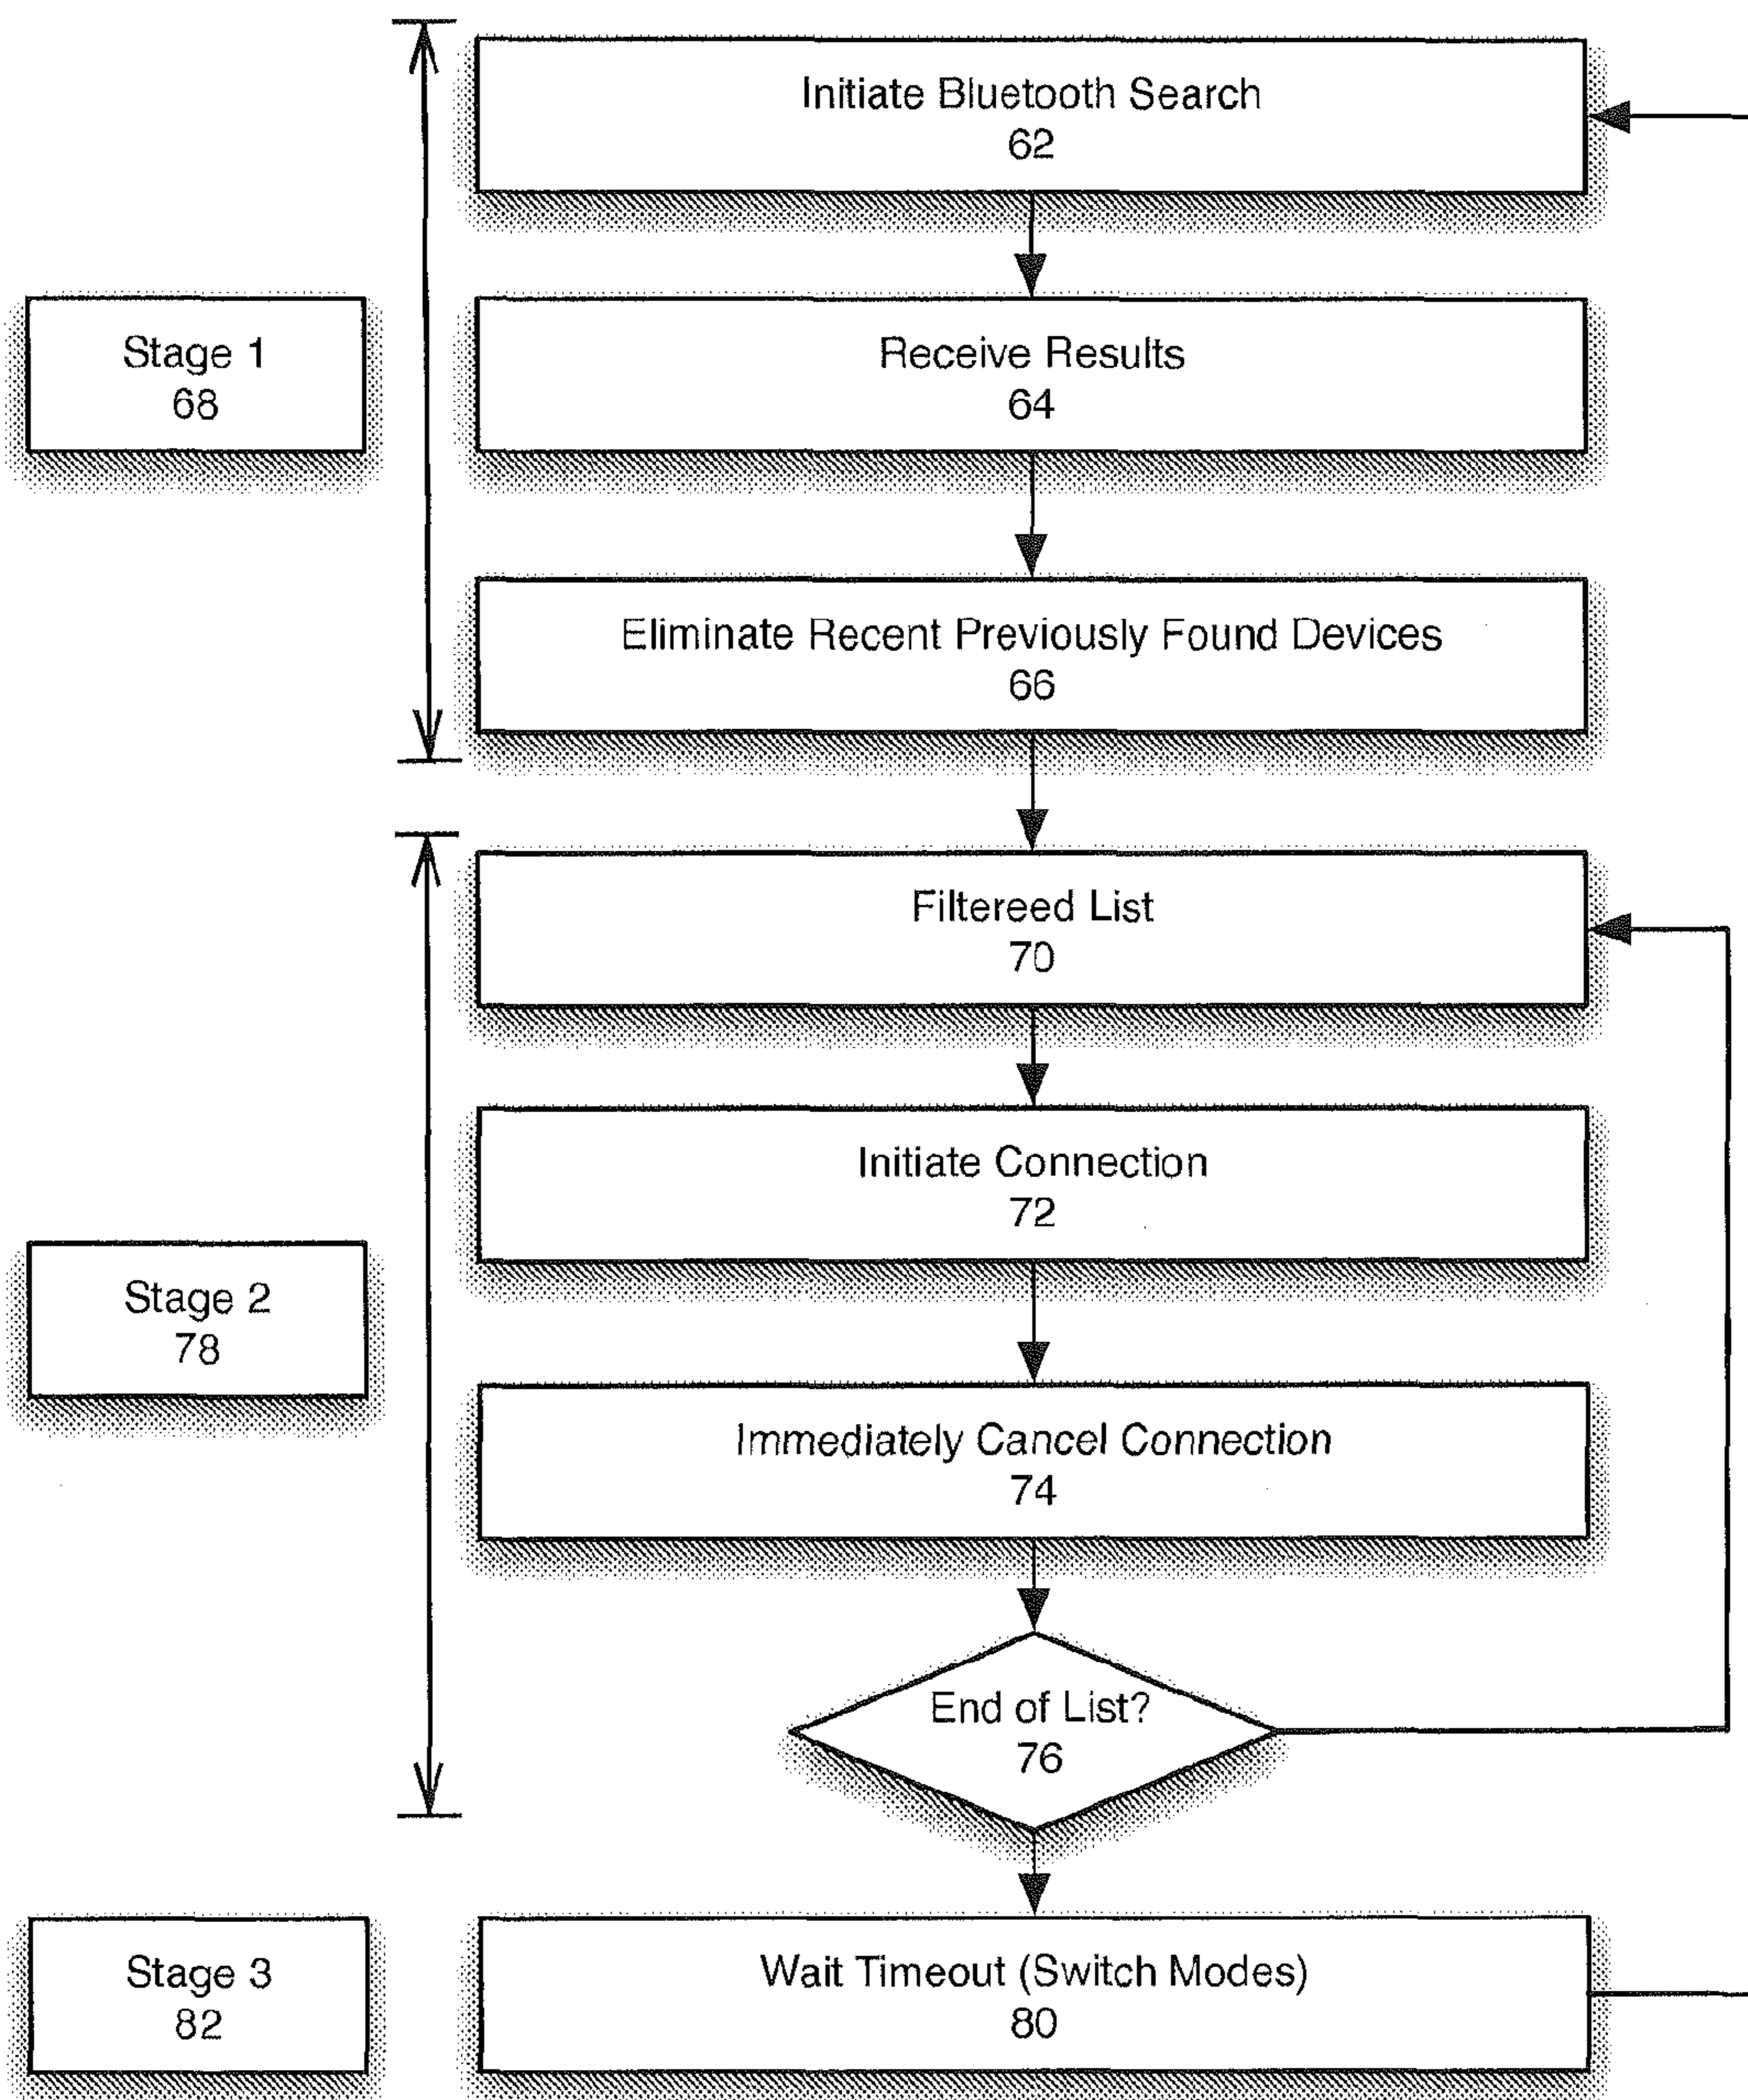 Initiate Bluetooth Search
62
Stage 1
68
Receive Results
64
Eliminate Recent Previously Found Devices
66
Filtereed List
70
Initiate Connection
72
Stage 2
78
Immediately Cancel Connection
74
End of List?
76
Stage 3
82
Wait Timeout (Switch Modes)
80